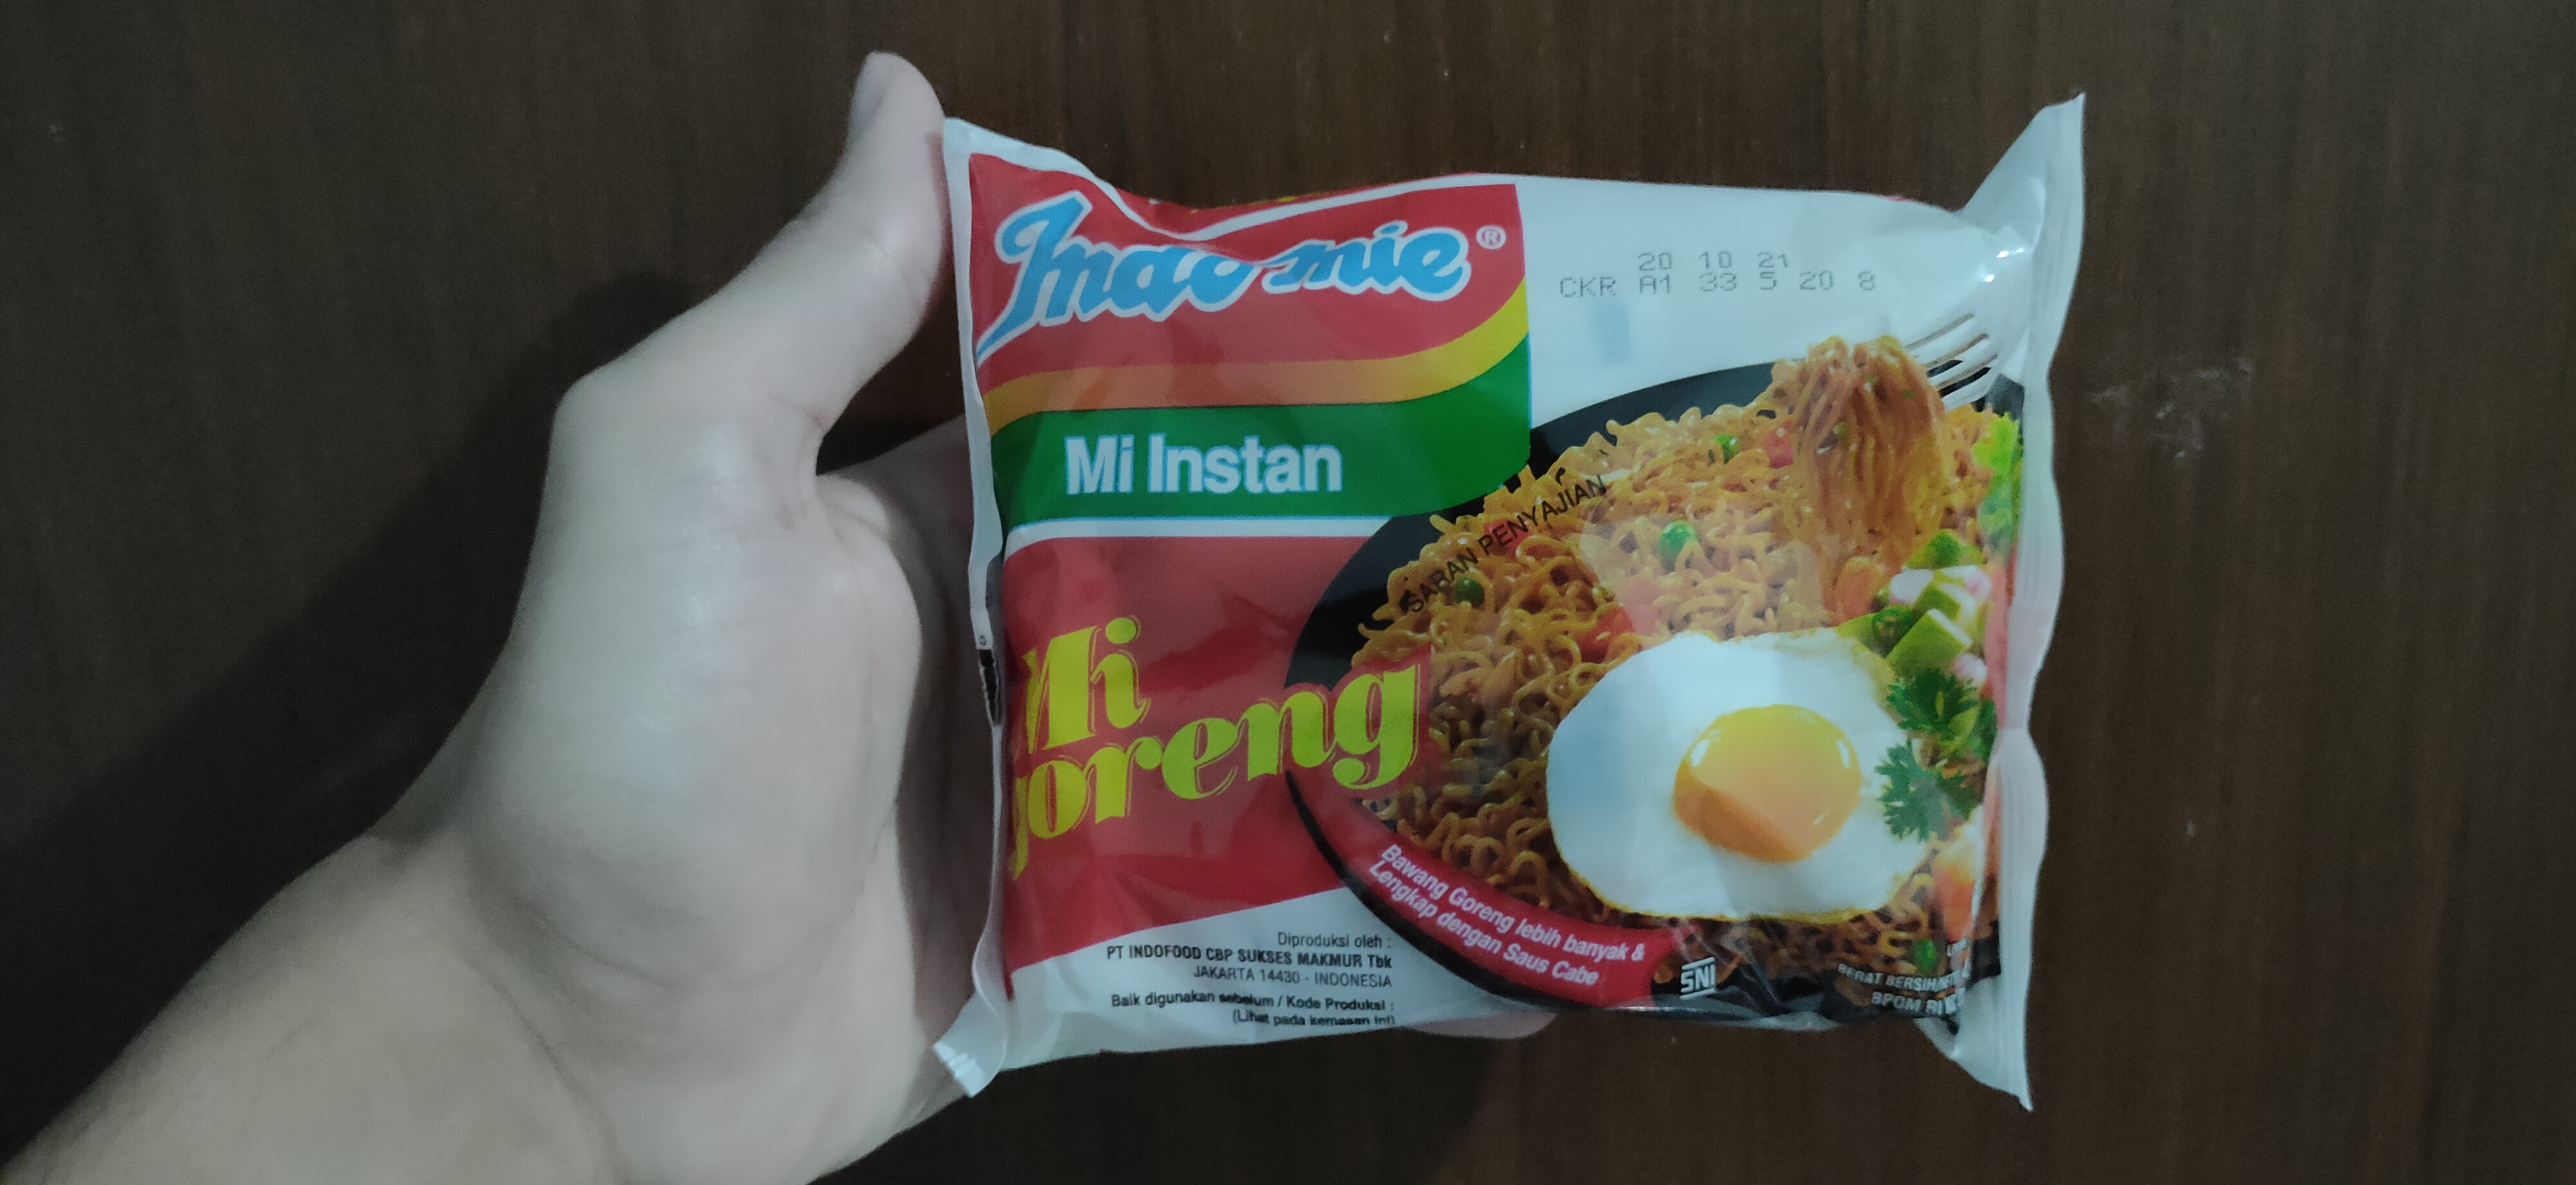 Indomie®
20 10 21
CKR A1 33 5 20 8
Mi Instan
SARAN PENYAJIAN
Mi
goreng
Bawang Goreng lebih banyak &
Lengkap dengan Saus Cabe
Diproduksi oleh :
PT INDOFOOD CBP SUKSES MAKMUR Tbk
JAKARTA 14430 - INDONESIA
Baik digunakan sebelum / Kode Produksi :
(Lihat pada kemasan ini)
SNI
BERAT BERSIH
BPOM RI